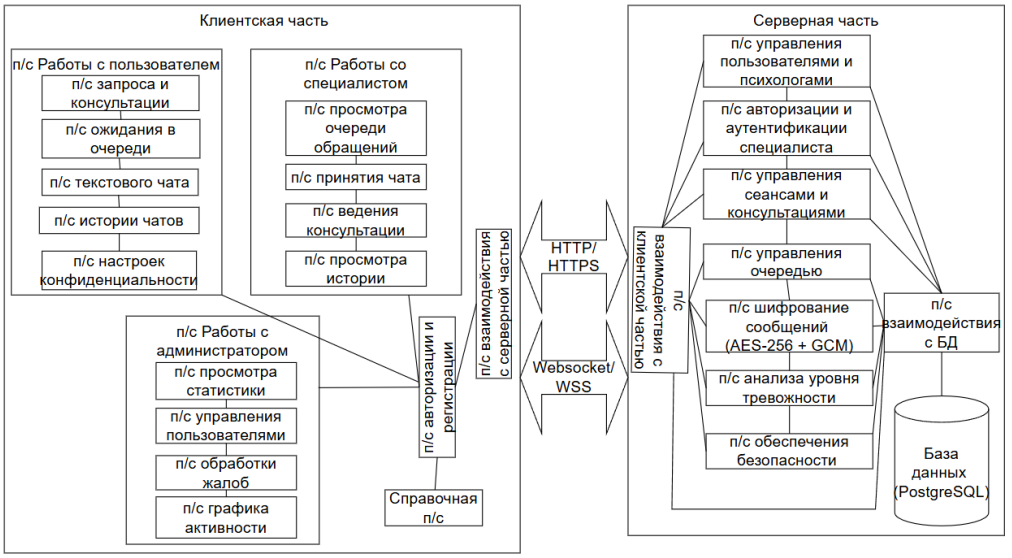 Клиентская часть
п/с Работы с пользователем
п/с запроса и
консультации
п/с ожидания в
очереди
п/с текстового чата
п/с истории чатов
п/с настроек
конфиденциальности
п/с Работы со
специалистом
п/с просмотра
очереди
обращений
п/с принятия чата
п/с ведения
консультации
п/с просмотра
истории
п/с Работы с
администратором
п/с просмотра
статистики
п/с управления
пользователями
п/с обработки
жалоб
п/с графика
активности
п/с авторизации и
регистрации
Справочная
п/с
п/с взаимодействия
с серверной частью
HTTP/
HTTPS
Websocket/
WSS
Серверная часть
п/с
взаимодействия с
клиентской частью
п/с управления
пользователями и
психологами
п/с авторизации и
аутентификации
специалиста
п/с управления
сеансами и
консультациями
п/с управления
очередью
п/с шифрование
сообщений
(AES-256 + GCM)
п/с анализа уровня
тревожности
п/с обеспечения
безопасности
п/с
взаимодействия
с БД
База
данных
(PostgreSQL)